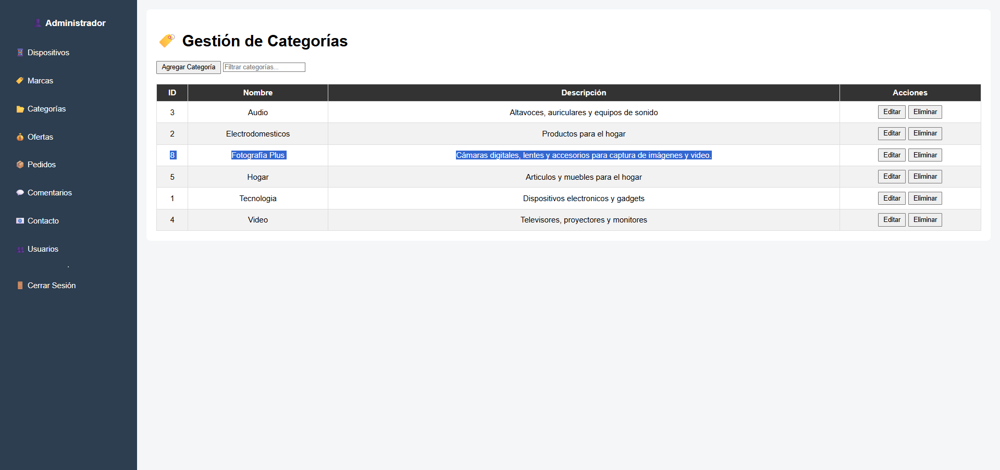 Administrador
Dispositivos
Marcas
Categorías
Ofertas
Pedidos
Comentarios
Contacto
Usuarios
.
Cerrar Sesión
Gestión de Categorías
Agregar Categoría Filtrar categorías...
ID Nombre Descripción Acciones
3 Audio Altavoces, auriculares y equipos de sonido Editar Eliminar
2 Electrodomesticos Productos para el hogar Editar Eliminar
8 Fotografía Plus Cámaras digitales, lentes y accesorios para captura de imágenes y video. Editar Eliminar
5 Hogar Articulos y muebles para el hogar Editar Eliminar
1 Tecnologia Dispositivos electronicos y gadgets Editar Eliminar
4 Video Televisores, proyectores y monitores Editar Eliminar